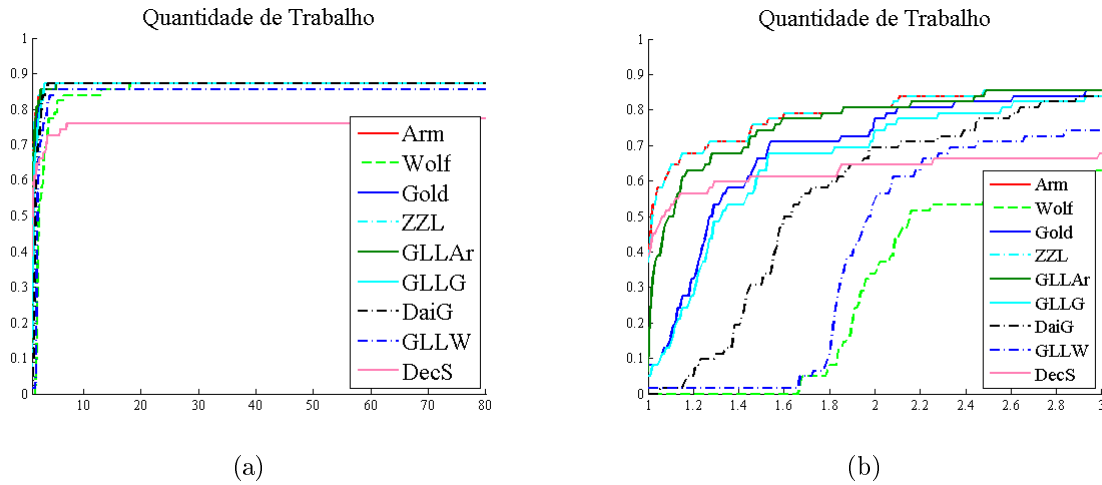 Quantidade de Trabalho
1
0.9
0.8
0.7
0.6
0.5
0.4
0.3
0.2
0.1
0
10
20
30
40
50
60
70
80
Arm
Wolf
Gold
ZZL
GLLAr
GLLG
DaiG
GLLW
DecS
(a)
Quantidade de Trabalho
1
0.9
0.8
0.7
0.6
0.5
0.4
0.3
0.2
0.1
0
1
1.2
1.4
1.6
1.8
2
2.2
2.4
2.6
2.8
3
Arm
Wolf
Gold
ZZL
GLLAr
GLLG
DaiG
GLLW
DecS
(b)